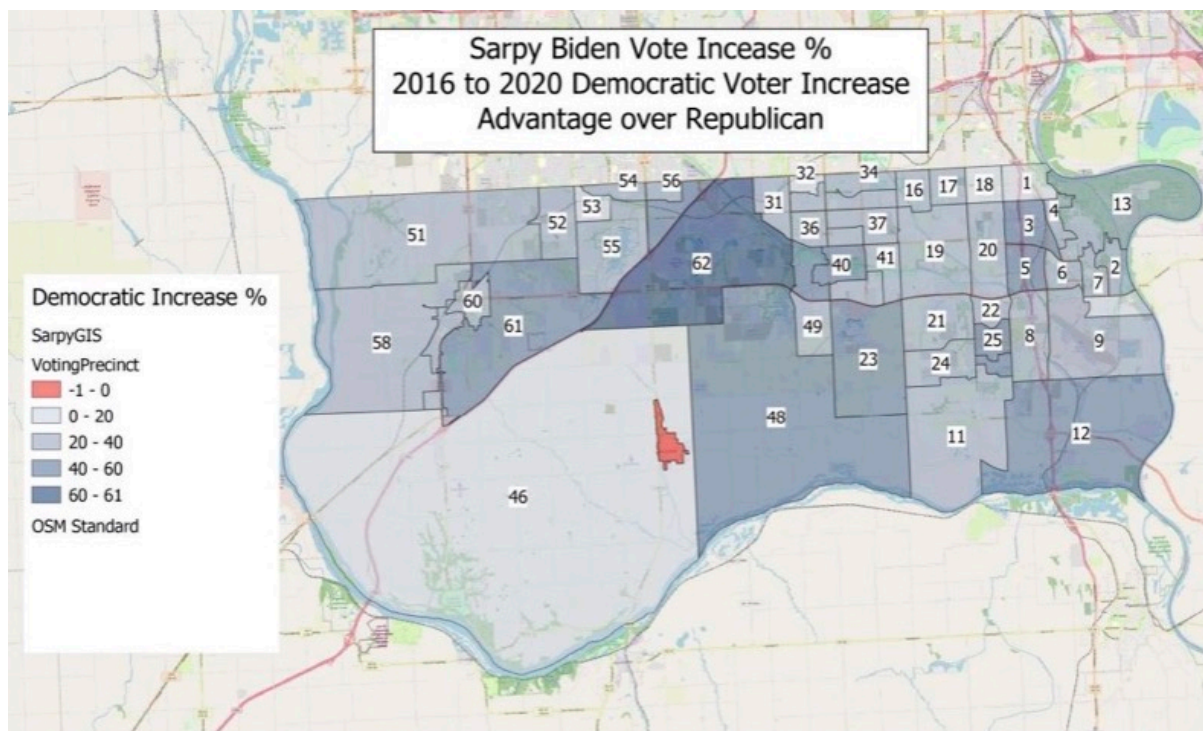 Sarpy Biden Vote Incease %
2016 to 2020 Democratic Voter Increase
Advantage over Republican
54 56 32 34
31 16 17 18 1
53 4 13
51 52 55 36 37 3
62 40 41 19 20 5 6 7 2
60 61
58 49 21 22 8 9
23 24 25
48 11 12
46
Democratic Increase %
SarpyGIS
VotingPrecinct
-1 - 0
0 - 20
20 - 40
40 - 60
60 - 61
OSM Standard